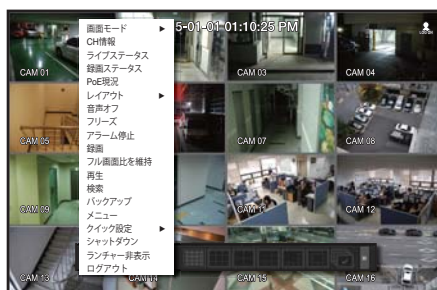 画面モード
CH情報
ライブステータス
録画ステータス
PoE現況
レイアウト
音声オフ
フリーズ
アラーム停止
録画
フル画面比を維持
再生
検索
バックアップ
メニュー
クイック設定
シャットダウン
ランチャー非表示
ログアウト
5-01-01 01:10:25 PM
LOG ON
CAM 01
CAM 03
CAM 04
CAM 05
CAM 07
CAM 08
CAM 09
CAM 11
CAM 12
CAM 13
CAM 14
CAM 15
CAM 16